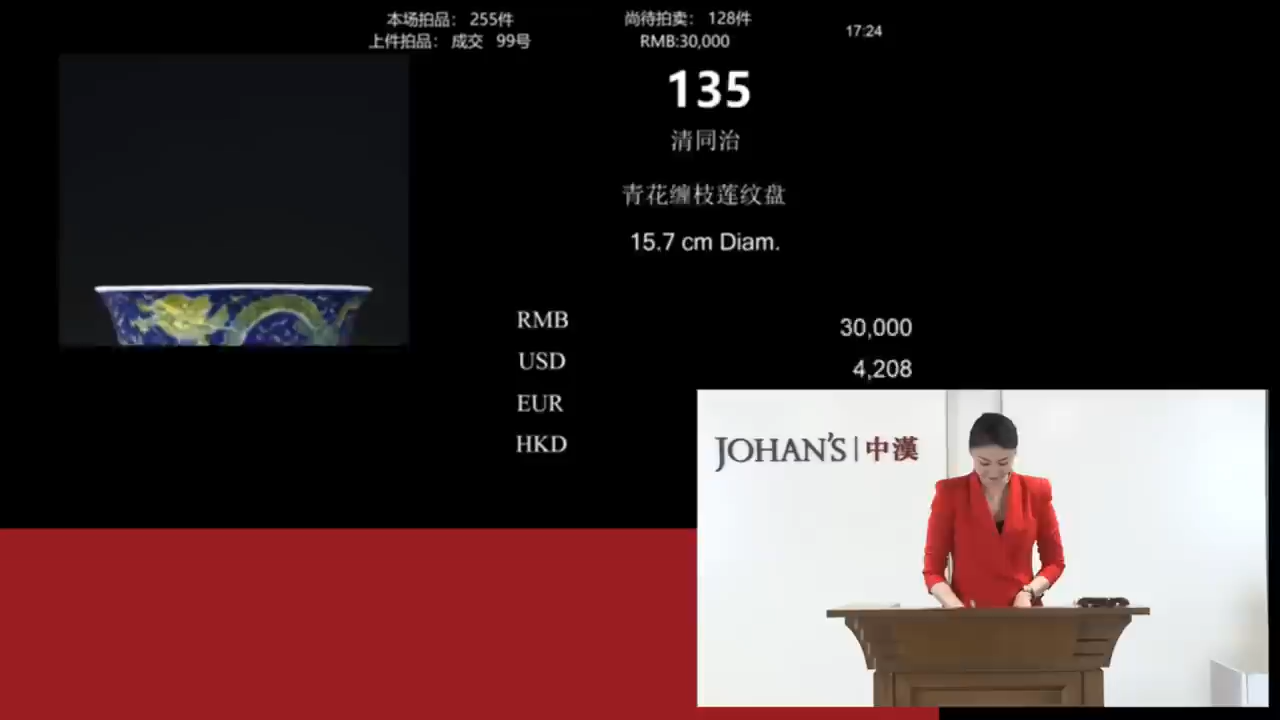 本场拍品： 255件
尚待拍卖： 128件
上件拍品： 成交 99号
RMB:30,000
17:24
135
清同治
青花缠枝莲纹盘
15.7 cm Diam.
RMB 30,000
USD 4,208
EUR
HKD
JOHAN'S | 中漢